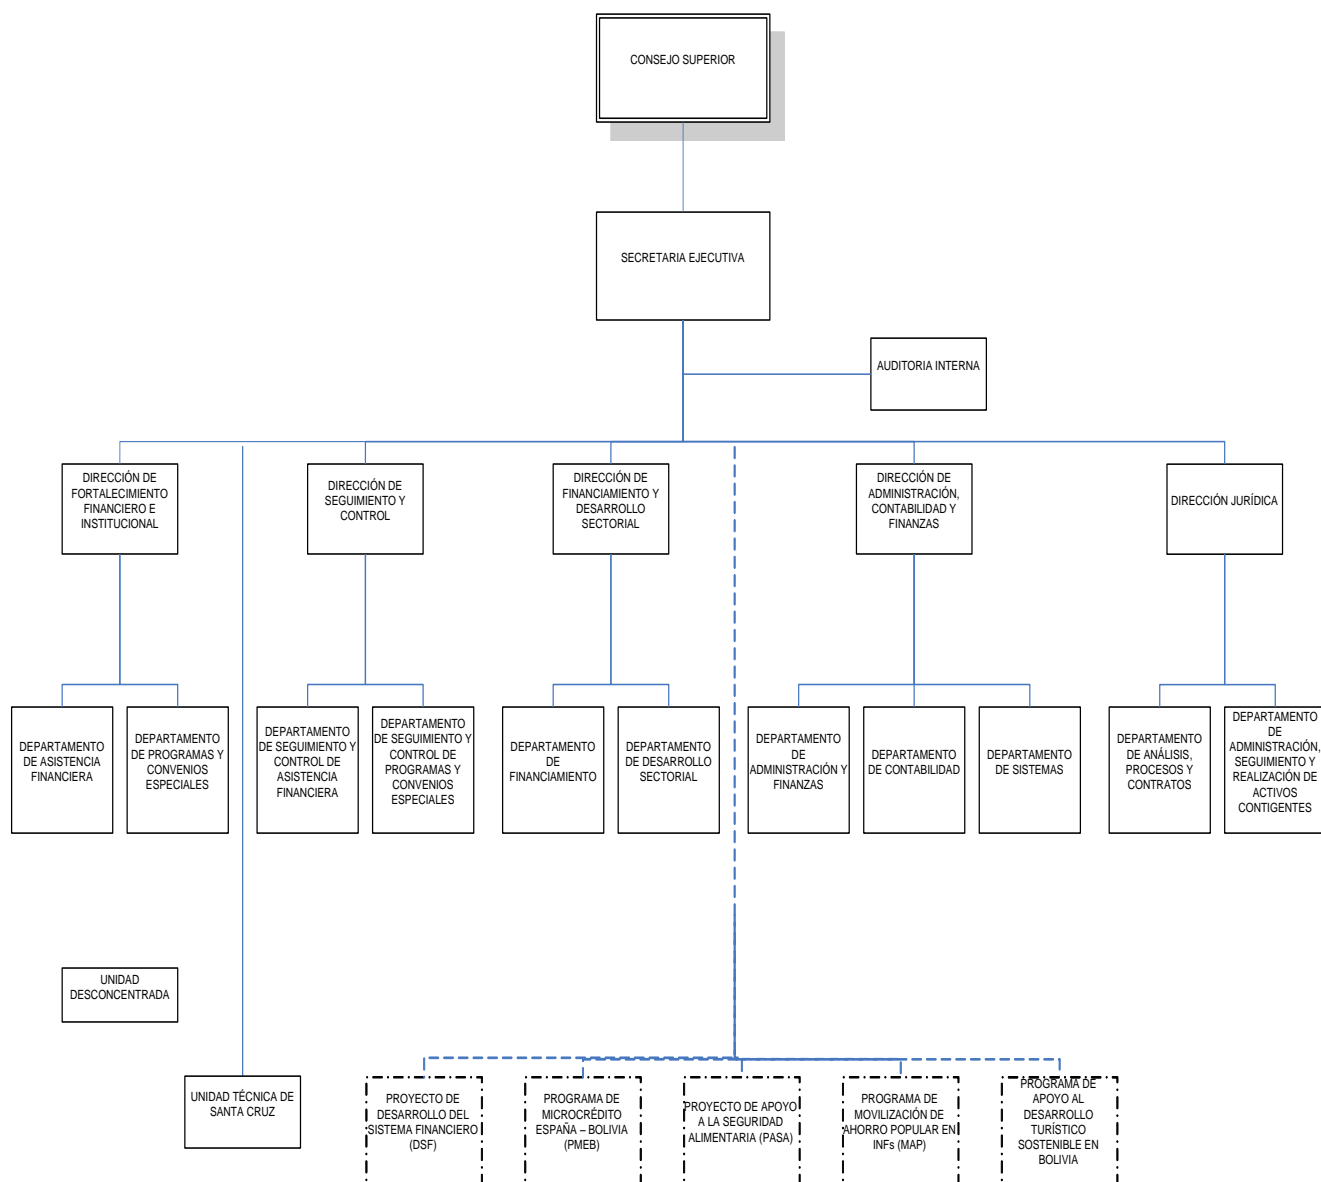 CONSEJO SUPERIOR
SECRETARIA EJECUTIVA
AUDITORIA INTERNA
DIRECCIÓN DE
FORTALECIMIENTO
FINANCIERO E
INSTITUCIONAL
DIRECCIÓN DE
SEGUIMIENTO Y
CONTROL
DIRECCIÓN DE
FINANCIAMIENTO Y
DESARROLLO
SECTORIAL
DIRECCIÓN DE
ADMINISTRACIÓN,
CONTABILIDAD Y
FINANZAS
DIRECCIÓN JURÍDICA
DEPARTAMENTO
DE ASISTENCIA
FINANCIERA
DEPARTAMENTO
DE PROGRAMAS Y
CONVENIOS
ESPECIALES
DEPARTAMENTO
DE SEGUIMIENTO Y
CONTROL DE
ASISTENCIA
FINANCIERA
DEPARTAMENTO
DE SEGUIMIENTO Y
CONTROL DE
PROGRAMAS Y
CONVENIOS
ESPECIALES
DEPARTAMENTO
DE
FINANCIAMIENTO
DEPARTAMENTO
DE DESARROLLO
SECTORIAL
DEPARTAMENTO
DE
ADMINISTRACIÓN Y
FINANZAS
DEPARTAMENTO
DE CONTABILIDAD
DEPARTAMENTO
DE SISTEMAS
DEPARTAMENTO
DE ANÁLISIS,
PROCESOS Y
CONTRATOS
DEPARTAMENTO
DE
ADMINISTRACIÓN,
SEGUIMIENTO Y
REALIZACIÓN DE
ACTIVOS
CONTIGENTES
UNIDAD
DESCONCENTRADA
UNIDAD TÉCNICA DE
SANTA CRUZ
PROYECTO DE
DESARROLLO DEL
SISTEMA FINANCIERO
(DSF)
PROGRAMA DE
MICROCRÉDITO
ESPAÑA – BOLIVIA
(PMEB)
PROYECTO DE APOYO
A LA SEGURIDAD
ALIMENTARIA (PASA)
PROGRAMA DE
MOVILIZACIÓN DE
AHORRO POPULAR EN
INFs (MAP)
PROGRAMA DE
APOYO AL
DESARROLLO
TURÍSTICO
SOSTENIBLE EN
BOLIVIA